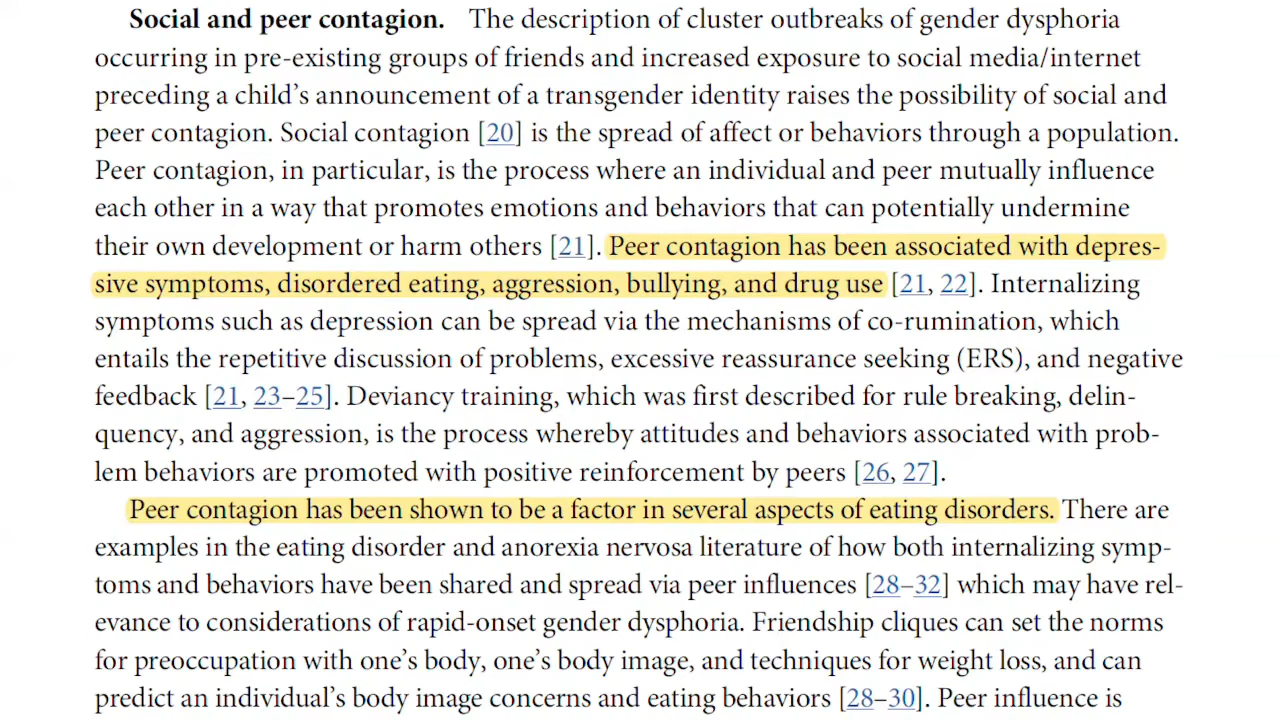 Social and peer contagion. The description of cluster outbreaks of gender dysphoria
occurring in pre-existing groups of friends and increased exposure to social media/internet
preceding a child's announcement of a transgender identity raises the possibility of social and
peer contagion. Social contagion [20] is the spread of affect or behaviors through a population.
Peer contagion, in particular, is the process where an individual and peer mutually influence
each other in a way that promotes emotions and behaviors that can potentially undermine
their own development or harm others [21]. Peer contagion has been associated with depres-
sive symptoms, disordered eating, aggression, bullying, and drug use [21, 22]. Internalizing
symptoms such as depression can be spread via the mechanisms of co-rumination, which
entails the repetitive discussion of problems, excessive reassurance seeking (ERS), and negative
feedback [21, 23–25]. Deviancy training, which was first described for rule breaking, delin-
quency, and aggression, is the process whereby attitudes and behaviors associated with prob-
lem behaviors are promoted with positive reinforcement by peers [26, 27].
Peer contagion has been shown to be a factor in several aspects of eating disorders. There are
examples in the eating disorder and anorexia nervosa literature of how both internalizing symp-
toms and behaviors have been shared and spread via peer influences [28–32] which may have rel-
evance to considerations of rapid-onset gender dysphoria. Friendship cliques can set the norms
for preoccupation with one's body, one's body image, and techniques for weight loss, and can
predict an individual's body image concerns and eating behaviors [28–30]. Peer influence is